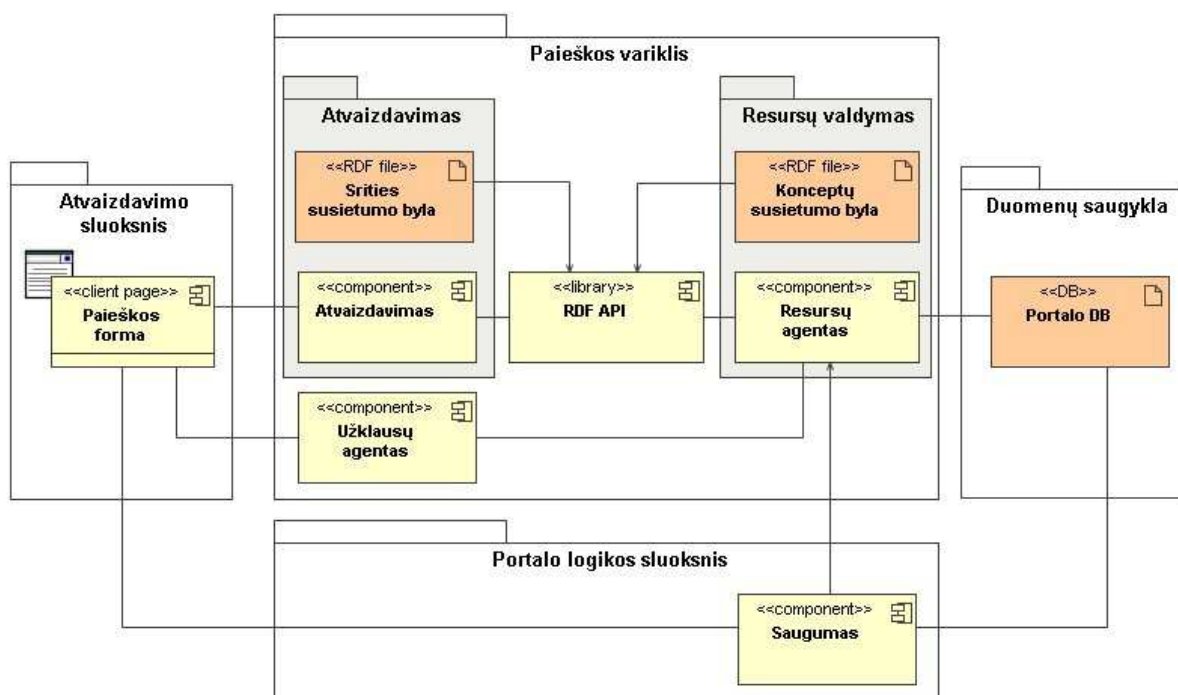 Paieškos variklis
Atvaizdavimas
Resursų valdymas
<<RDF file>>
Srities
susietumo byla
<<RDF file>>
Konceptų
susietumo byla
Atvaizdavimo
sluoksnis
Duomenų saugykla
<<client page>>
Paieškos
forma
<<component>>
Atvaizdavimas
<<library>>
RDF API
<<component>>
Resursų
agentas
<<DB>>
Portalo DB
<<component>>
Užklausų
agentas
Portalo logikos sluoksnis
<<component>>
Saugumas